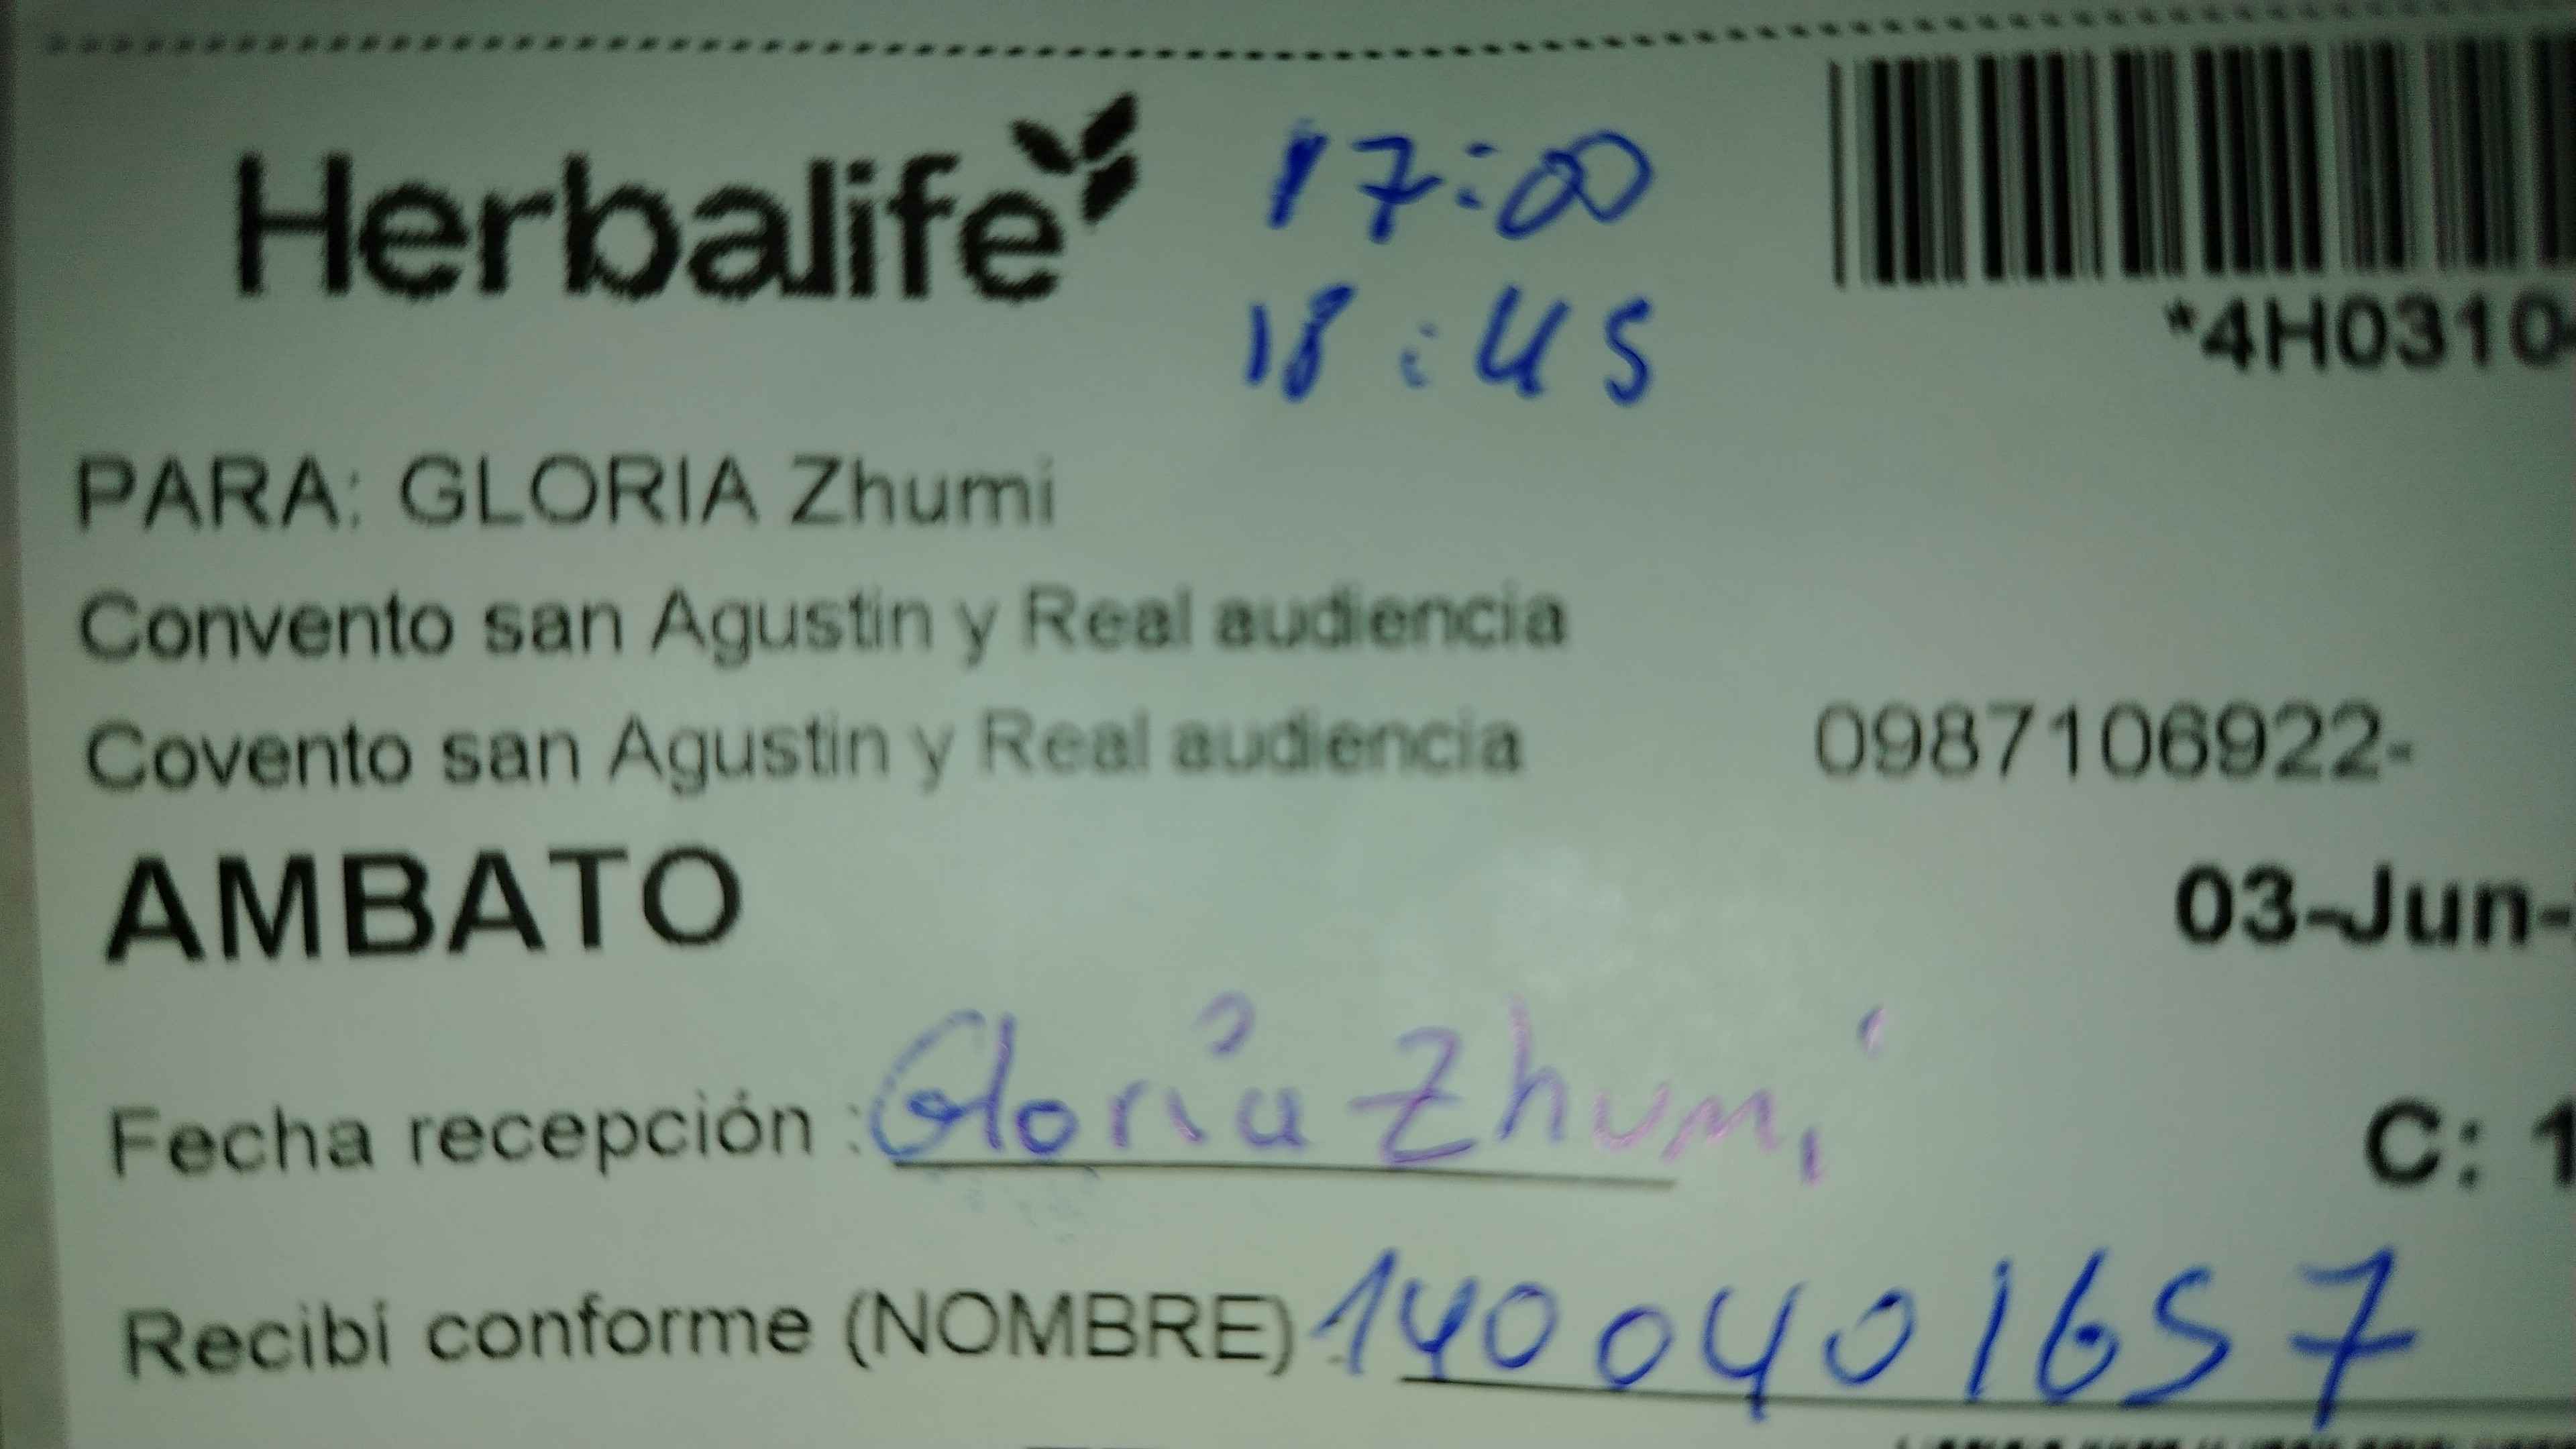 Herbalife
17:00
18:45
*4H0310
PARA: GLORIA Zhumi
Convento san Agustin y Real audiencia
Covento san Agustin y Real audiencia 0987106922-
AMBATO 03-Jun-
Fecha recepción : Gloria Zhumi C: 1
Recibí conforme (NOMBRE) : 1400401657